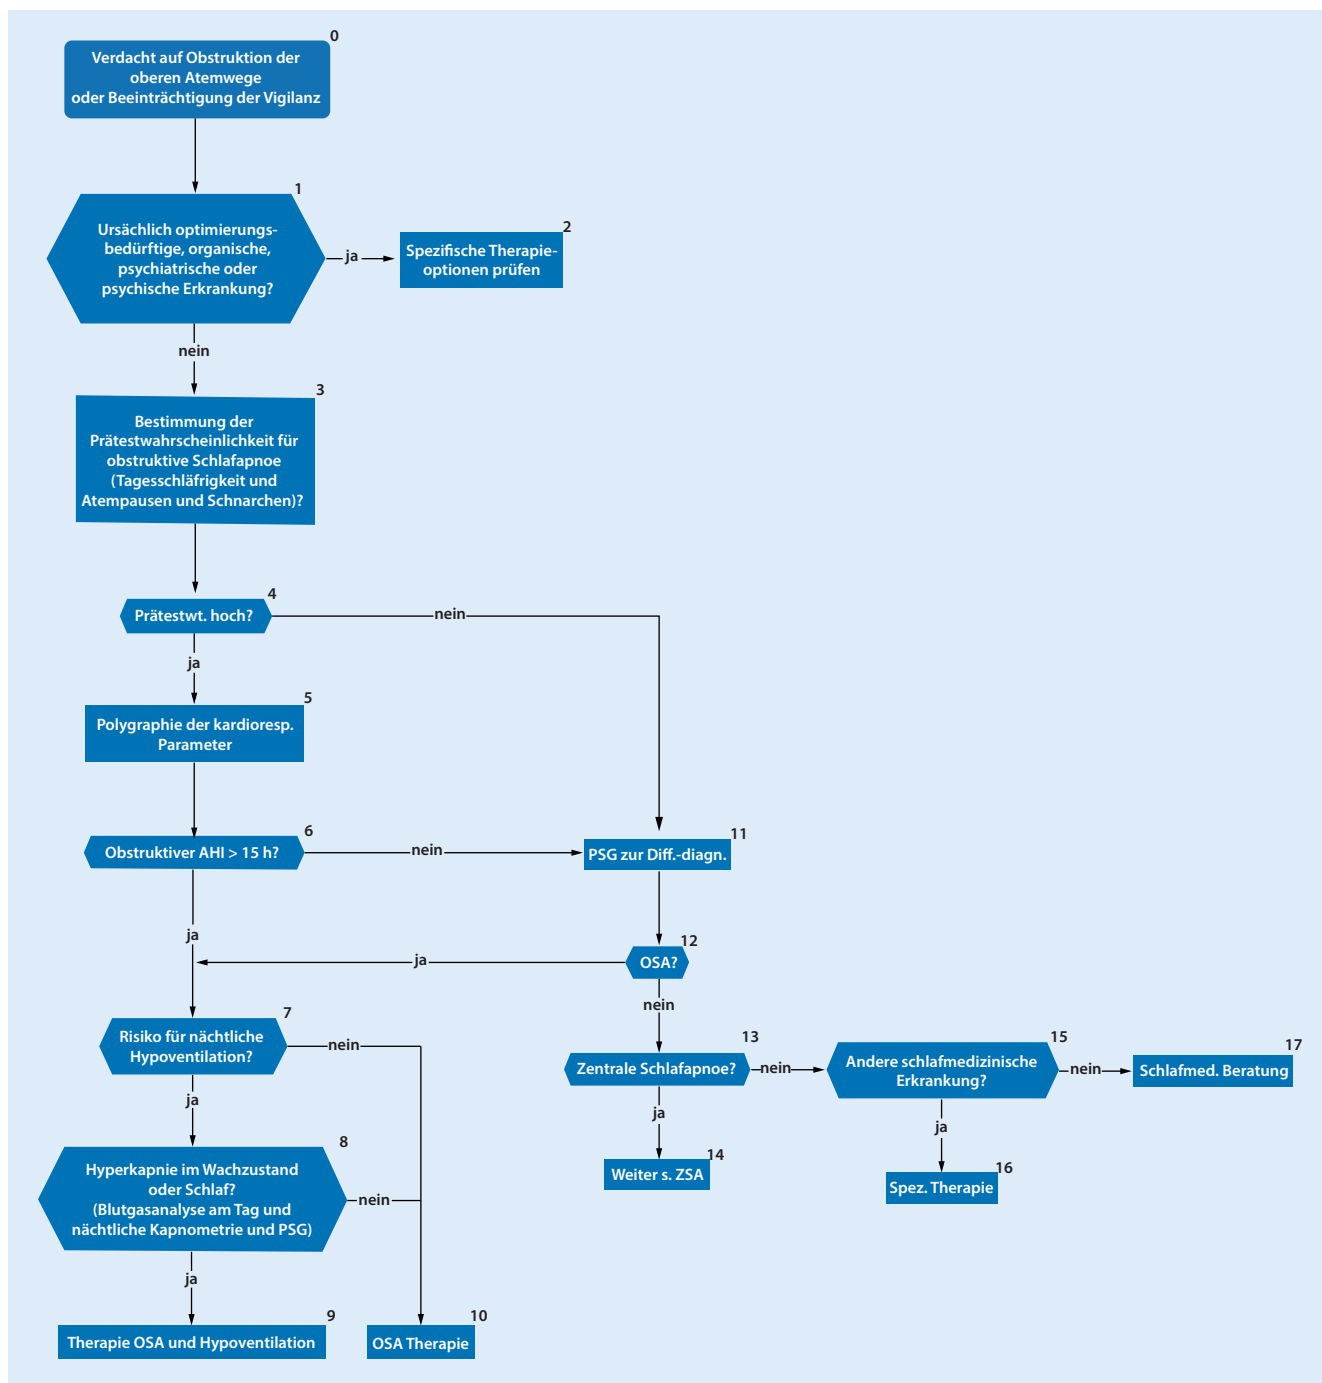 0
Verdacht auf Obstruktion der
oberen Atemwege
oder Beeinträchtigung der Vigilanz
1
Ursächlich optimierungs-
bedürftige, organische,
psychiatrische oder
psychische Erkrankung?
ja
2
Spezifische Therapie-
optionen prüfen
nein
3
Bestimmung der
Prätestwahrscheinlichkeit für
obstruktive Schlafapnoe
(Tagesschläfrigkeit und
Atempausen und Schnarchen)?
4
Prätestwt. hoch?
nein
ja
5
Polygraphie der kardioresp.
Parameter
6
Obstruktiver AHI > 15 h?
nein
11
PSG zur Diff.-diagn.
ja
12
OSA?
ja
nein
7
Risiko für nächtliche
Hypoventilation?
nein
13
Zentrale Schlafapnoe?
nein
15
Andere schlafmedizinische
Erkrankung?
nein
17
Schlafmed. Beratung
ja
ja
ja
8
Hyperkapnie im Wachzustand
oder Schlaf?
(Blutgasanalyse am Tag und
nächtliche Kapnometrie und PSG)
nein
14
Weiter s. ZSA
16
Spez. Therapie
ja
9
Therapie OSA und Hypoventilation
10
OSA Therapie